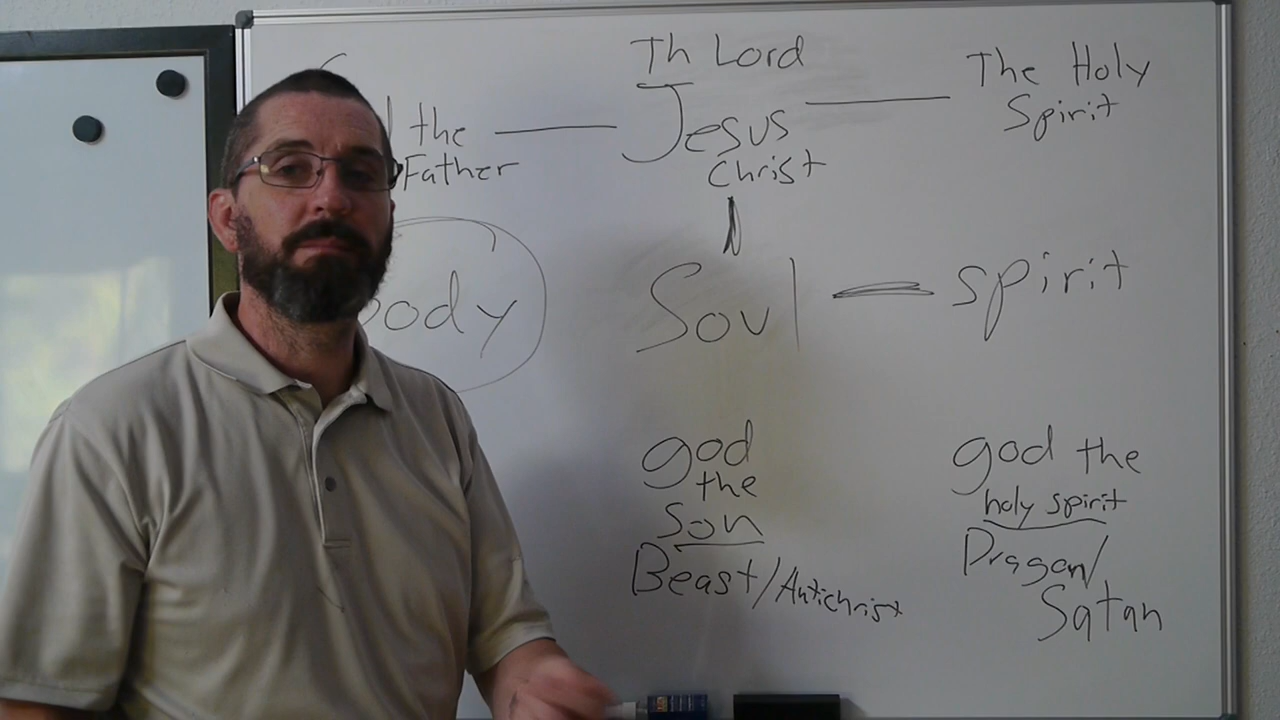 Th Lord
Jesus
Christ
the
Father
The Holy
Spirit
body
Soul
spirit
god
the
son
Beast/Antichrist
god the
holy spirit
Dragon/
Satan